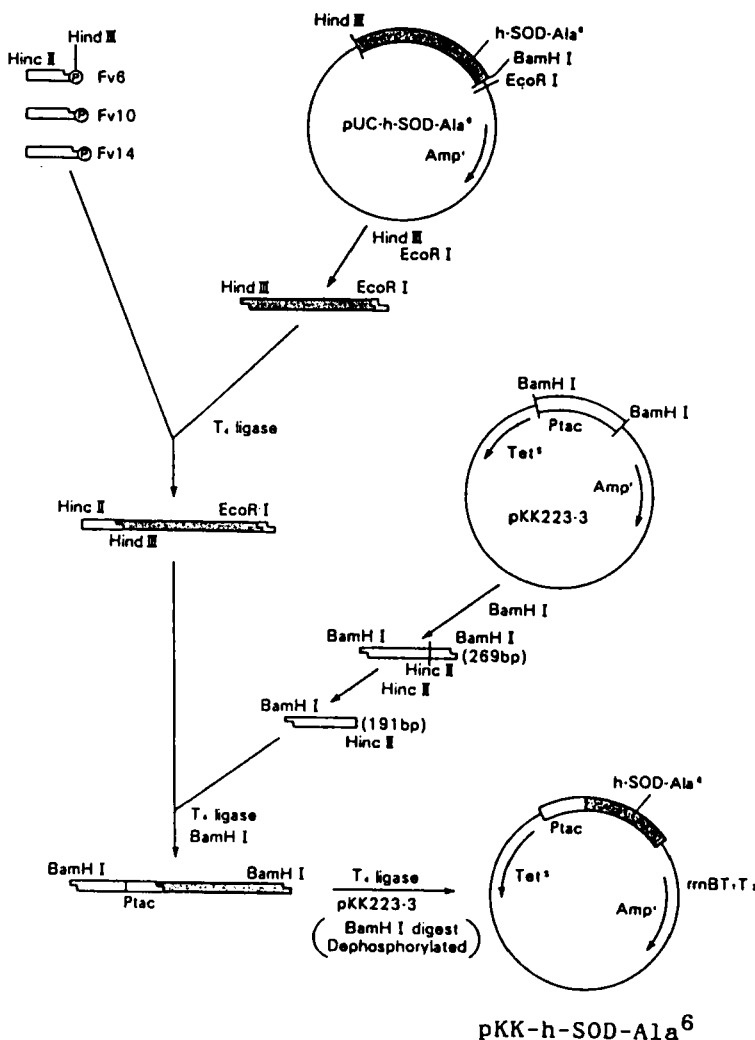 Hind III
Hinc II
P Fv6
P Fv10
P Fv14
Hind III
h-SOD-Ala⁶
BamH I
EcoR I
pUC-h-SOD-Ala⁶
Ampʳ
Hind III
EcoR I
Hind III EcoR I
T₄ ligase
Hinc II EcoR I
Hind III
BamH I
BamH I
Ptac
Tetˢ
Ampʳ
pKK223-3
BamH I
BamH I BamH I
(269bp)
Hinc II
Hinc II
BamH I
(191bp)
Hinc II
T₄ ligase
BamH I
BamH I BamH I
Ptac
T₄ ligase
pKK223-3
(BamH I digest
Dephosphorylated)
h-SOD-Ala⁶
Ptac
Tetˢ
Ampʳ
rrnBT₁T₂
pKK-h-SOD-Ala⁶